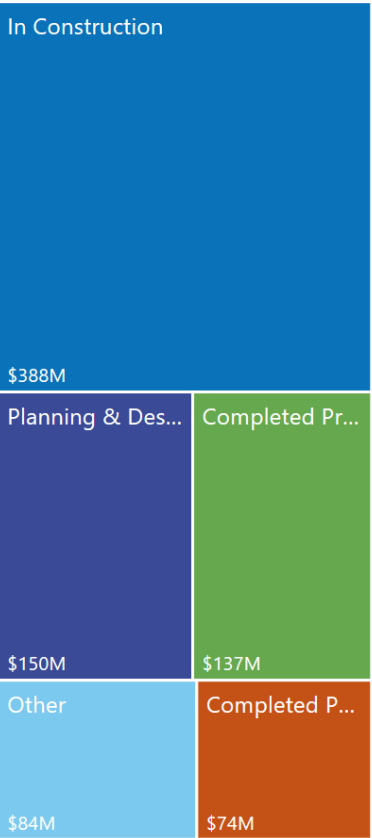 In Construction
$388M
Planning & Des...
Completed Pr...
$150M
$137M
Other
Completed P...
$84M
$74M